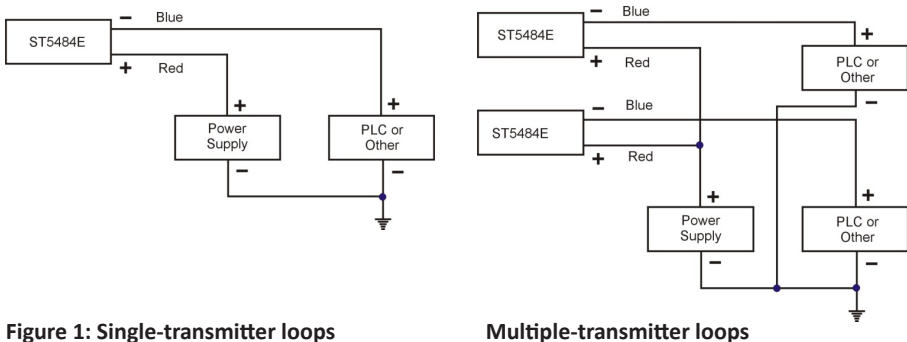 − Blue
ST5484E
+ Red
+
Power
Supply
−
+
PLC or
Other
−
− Blue
ST5484E
+ Red
− Blue
ST5484E
+ Red
+
PLC or
Other
−
+
Power
Supply
−
+
PLC or
Other
−
Figure 1: Single-transmitter loops
Multiple-transmitter loops